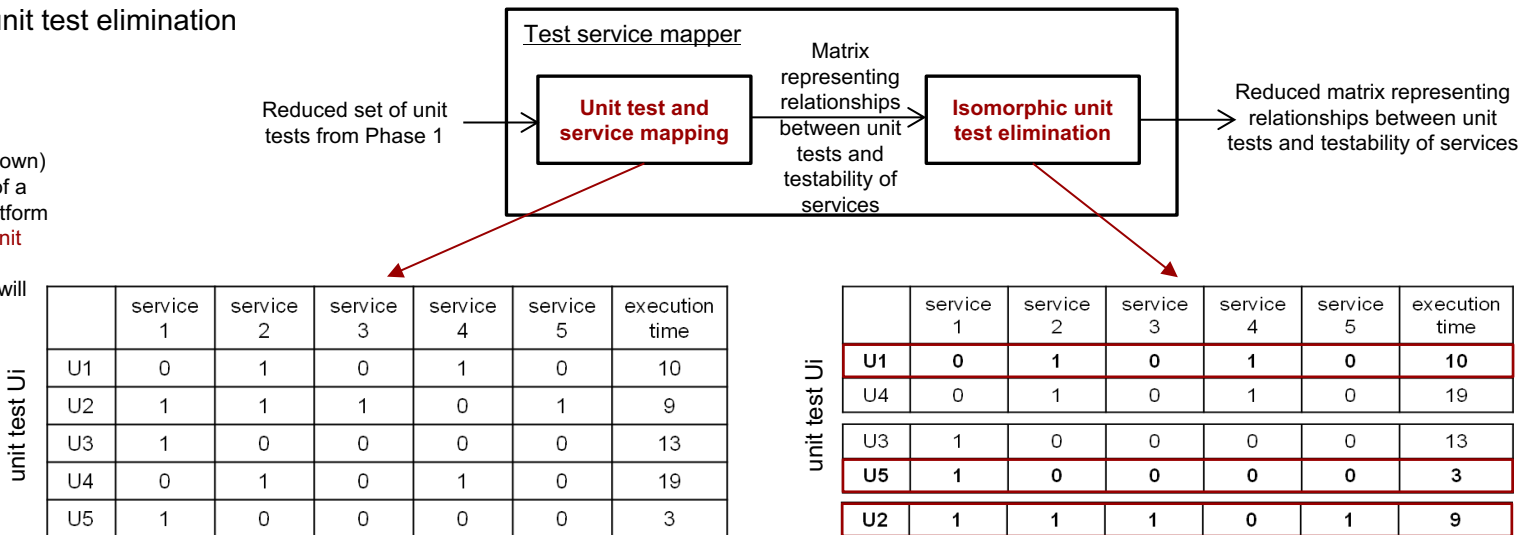 unit test elimination
Test service mapper
Reduced set of unit
tests from Phase 1
Unit test and
service mapping
Matrix
representing
relationships
between unit
tests and
testability of
services
Isomorphic unit
test elimination
Reduced matrix representing
relationships between unit
tests and testability of services
own)
of a
tform
unit
will
unit test Ui
service 1 service 2 service 3 service 4 service 5 execution time
U1 0 1 0 1 0 10
U2 1 1 1 0 1 9
U3 1 0 0 0 0 13
U4 0 1 0 1 0 19
U5 1 0 0 0 0 3
unit test Ui
service 1 service 2 service 3 service 4 service 5 execution time
U1 0 1 0 1 0 10
U4 0 1 0 1 0 19
U3 1 0 0 0 0 13
U5 1 0 0 0 0 3
U2 1 1 1 0 1 9